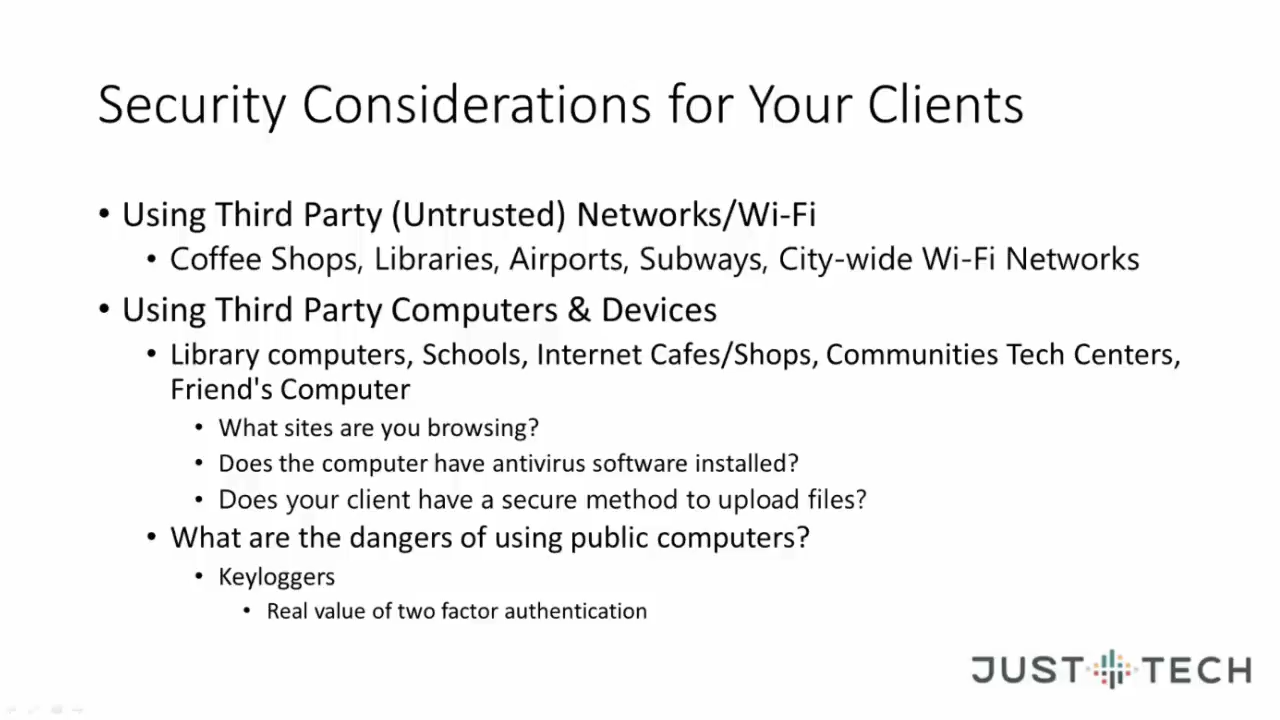 Security Considerations for Your Clients
• Using Third Party (Untrusted) Networks/Wi-Fi
• Coffee Shops, Libraries, Airports, Subways, City-wide Wi-Fi Networks
• Using Third Party Computers & Devices
• Library computers, Schools, Internet Cafes/Shops, Communities Tech Centers,
Friend's Computer
• What sites are you browsing?
• Does the computer have antivirus software installed?
• Does your client have a secure method to upload files?
• What are the dangers of using public computers?
• Keyloggers
• Real value of two factor authentication
JUST TECH